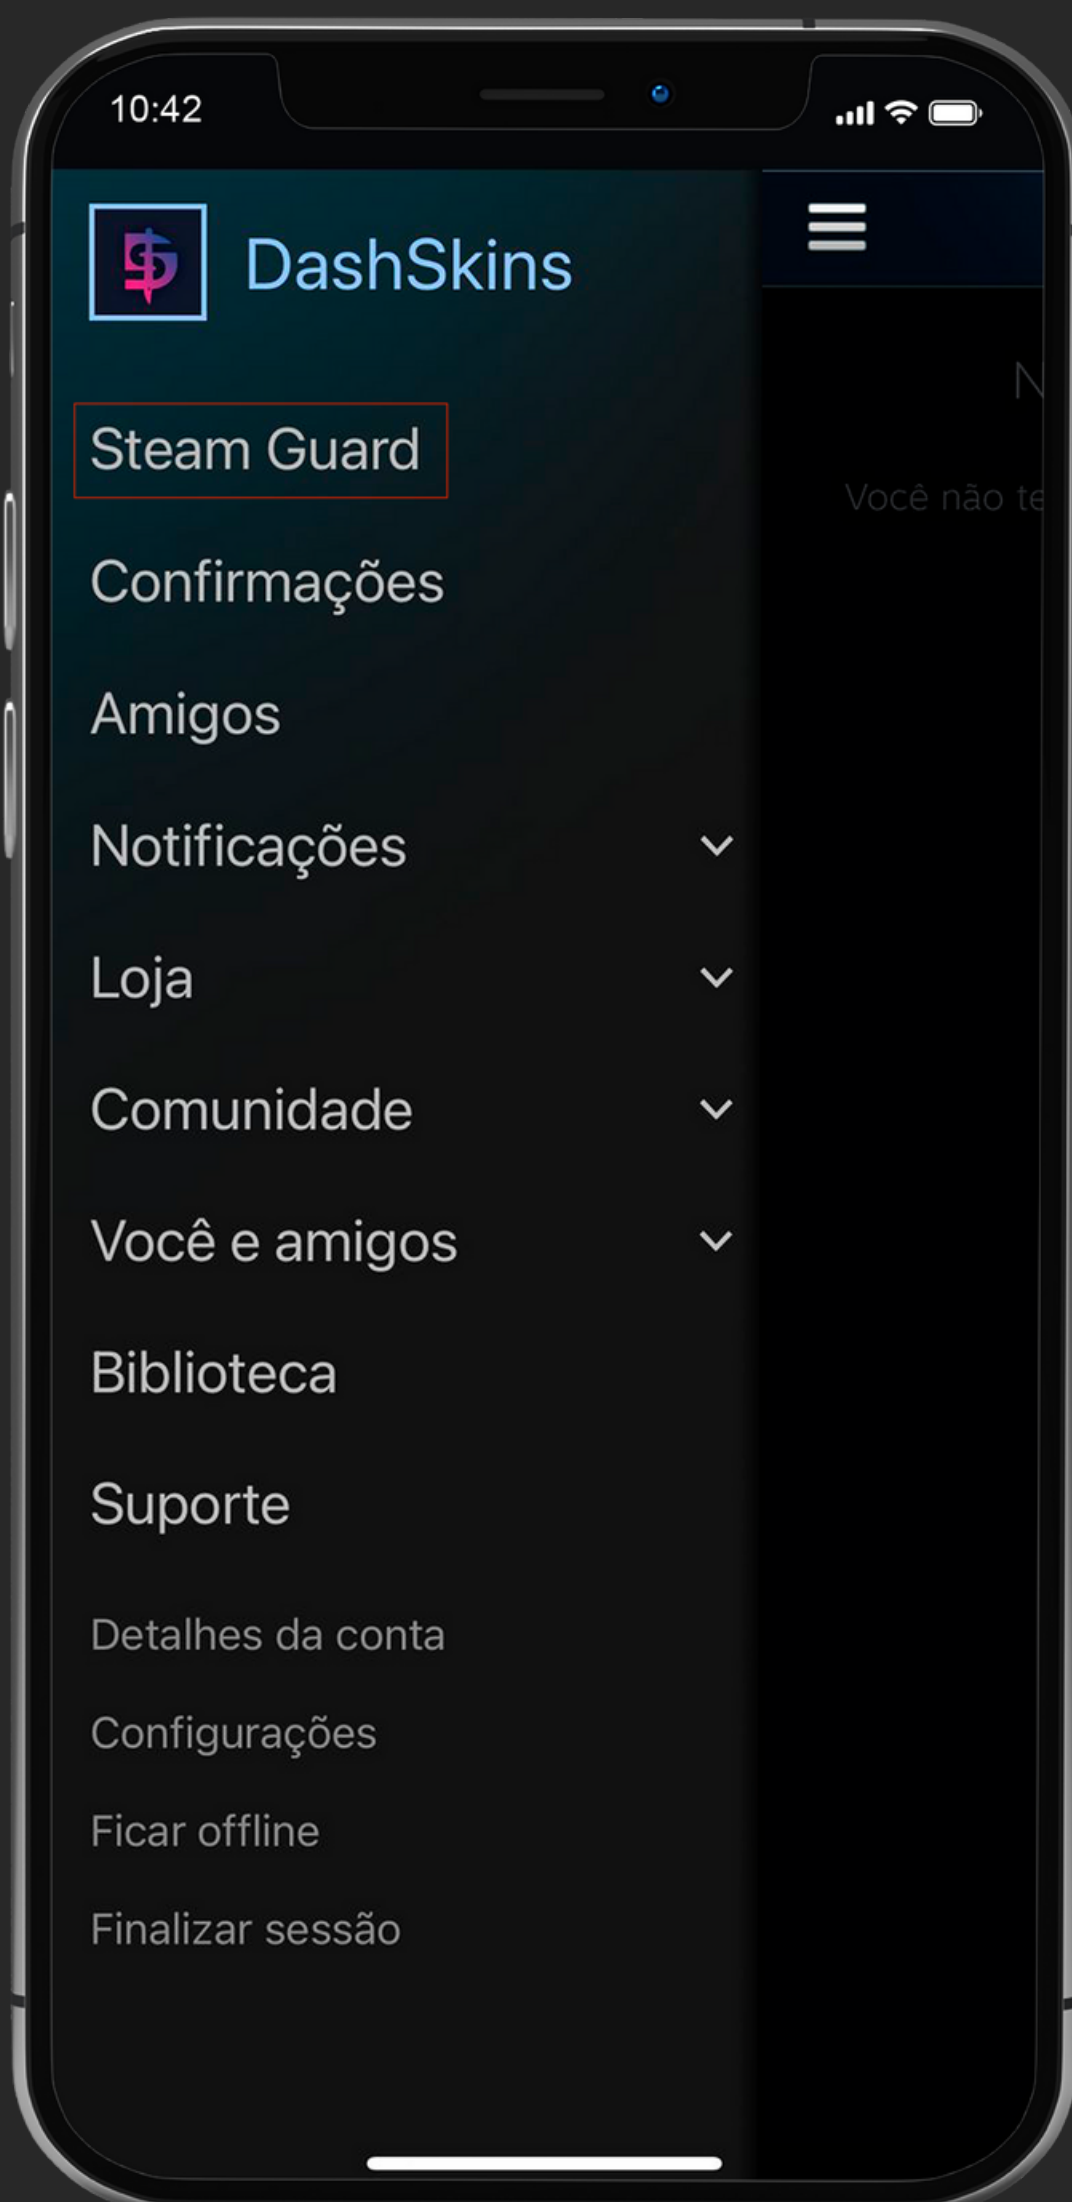 10:42
DashSkins
Steam Guard
Confirmações
Amigos
Notificações
Loja
Comunidade
Você e amigos
Biblioteca
Suporte
Detalhes da conta
Configurações
Ficar offline
Finalizar sessão
N
Você não te